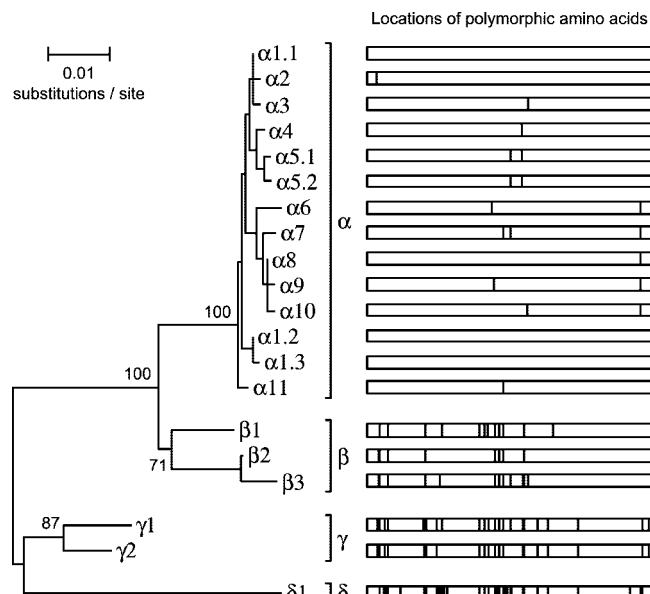 Locations of polymorphic amino acids
0.01
substitutions / site
α1.1
α2
α3
α4
α5.1
α5.2
α6
α7
α8
α9
α10
α1.2
α1.3
α11
α
100
100
β1
β2
β3
β
71
γ1
γ2
γ
87
δ1
δ